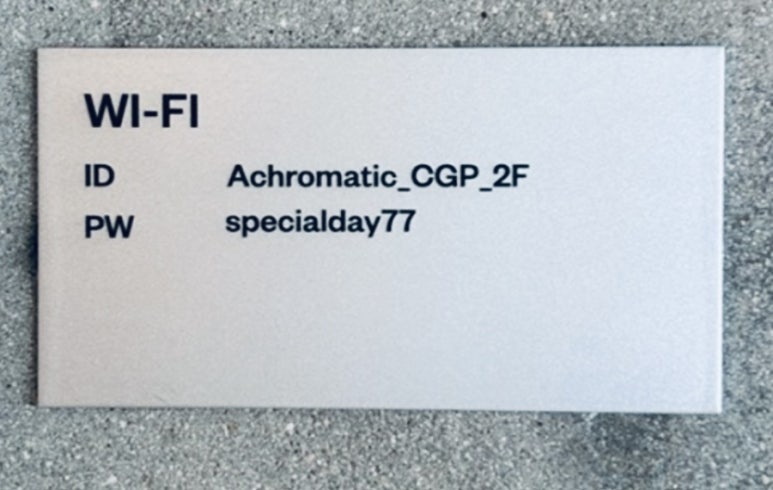 WI-FI
ID Achromatic_CGP_2F
PW specialday77